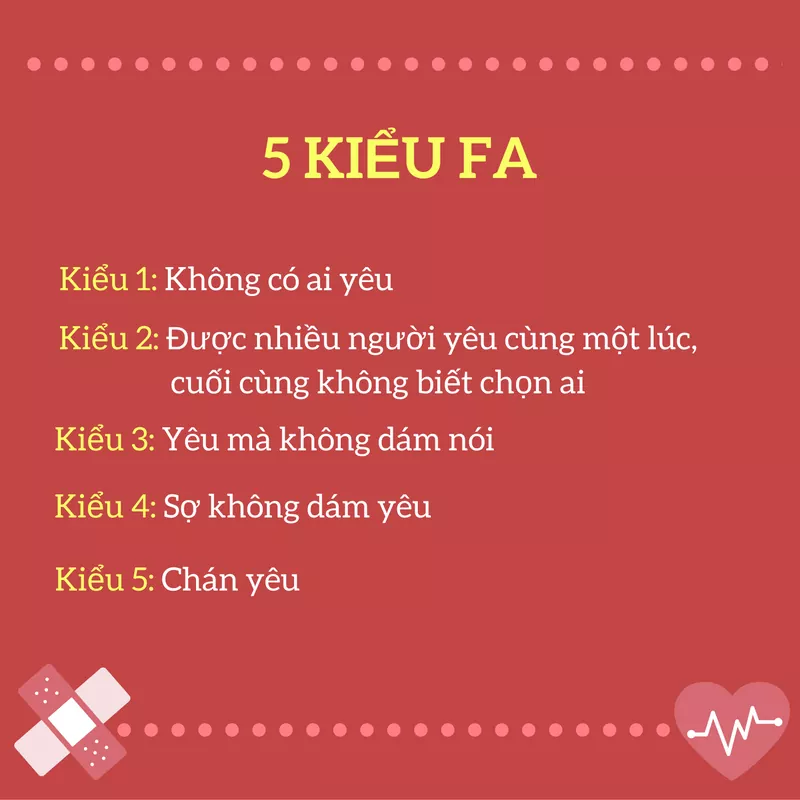 5 KIỂU FA
Kiểu 1: Không có ai yêu
Kiểu 2: Được nhiều người yêu cùng một lúc,
cuối cùng không biết chọn ai
Kiểu 3: Yêu mà không dám nói
Kiểu 4: Sợ không dám yêu
Kiểu 5: Chán yêu